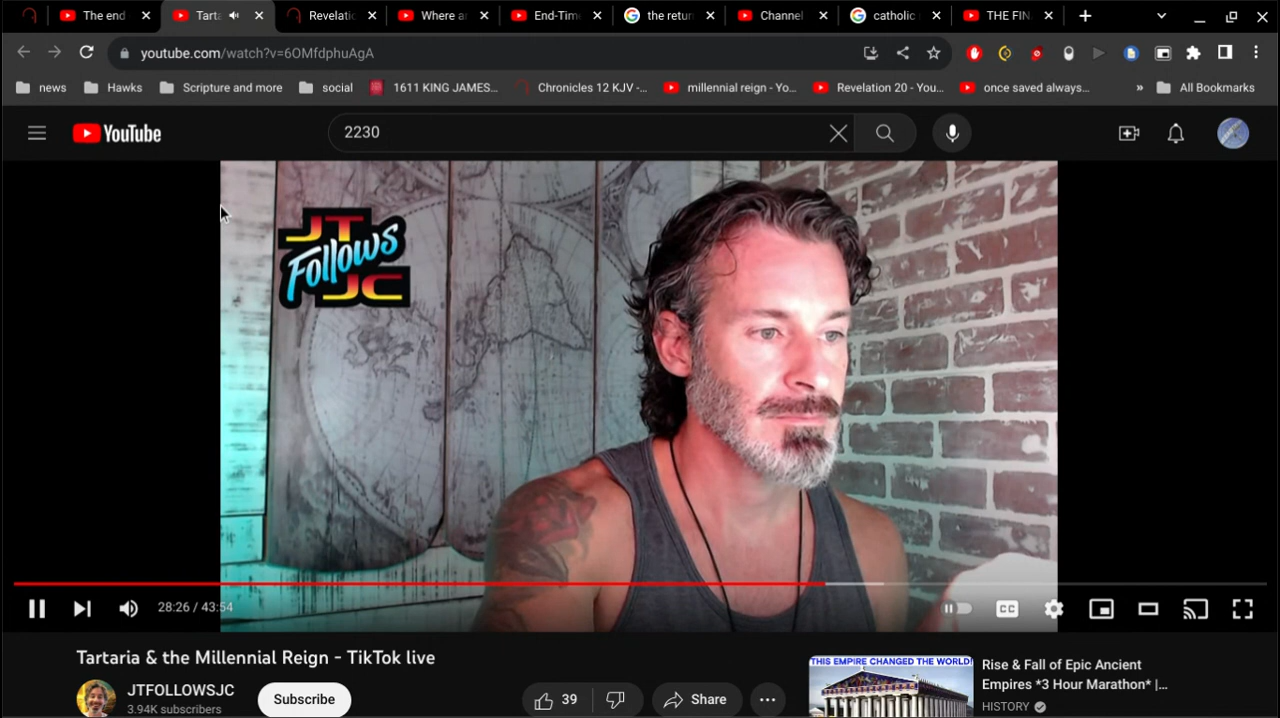 The end
Tarta
Revelatic
Where a
End-Tim
the retur
Channel
catholic
THE FIN
youtube.com/watch?v=6OMfdphuAgA
news
Hawks
Scripture and more
social
1611 KING JAMES...
Chronicles 12 KJV -...
millennial reign - Yo...
Revelation 20 - You...
once saved always...
»
All Bookmarks
YouTube
2230
JT
Follows
JC
28:26 / 43:54
CC
Tartaria & the Millennial Reign - TikTok live
JTFOLLOWSJC
3.94K subscribers
Subscribe
39
Share
THIS EMPIRE CHANGED THE WORLD!
Rise & Fall of Epic Ancient
Empires *3 Hour Marathon* |...
HISTORY